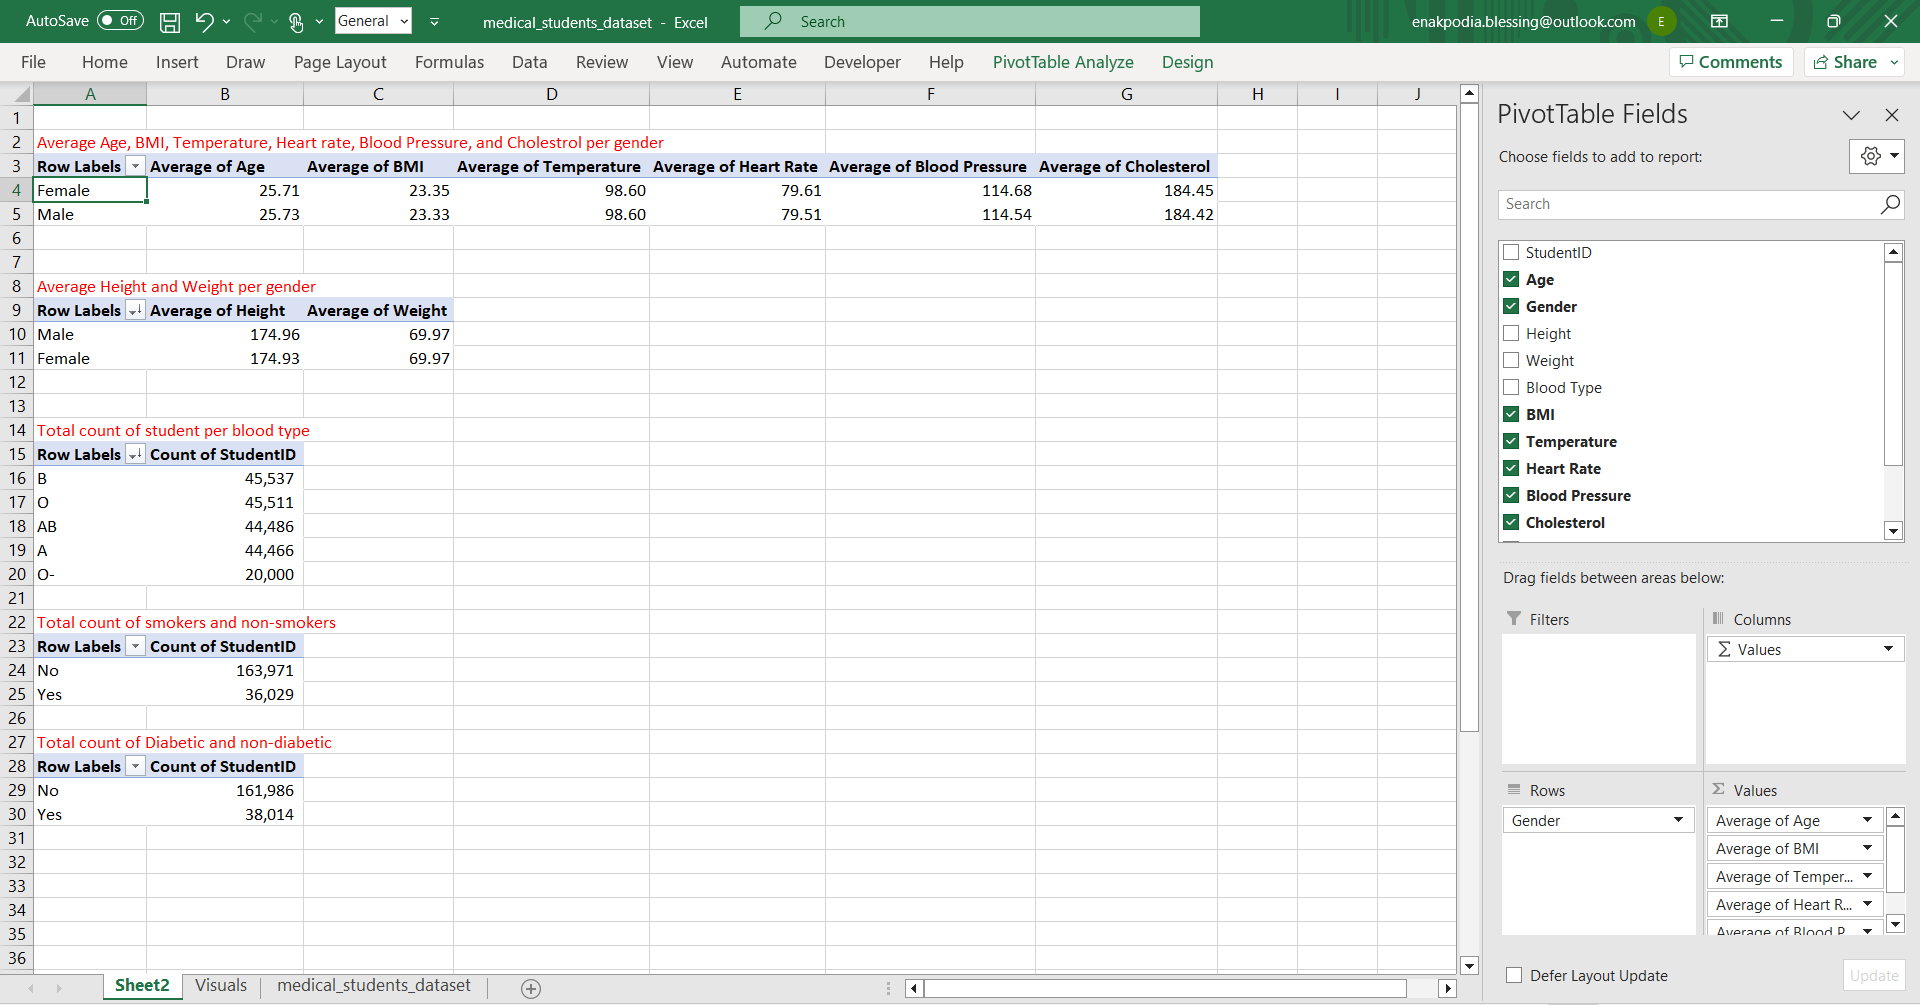 AutoSave Off General medical_students_dataset - Excel Search enakpodia.blessing@outlook.com E
File Home Insert Draw Page Layout Formulas Data Review View Automate Developer Help PivotTable Analyze Design Comments Share
A B C D E F G H I J
1
2 Average Age, BMI, Temperature, Heart rate, Blood Pressure, and Cholestrol per gender
3 Row Labels Average of Age Average of BMI Average of Temperature Average of Heart Rate Average of Blood Pressure Average of Cholesterol
4 Female 25.71 23.35 98.60 79.61 114.68 184.45
5 Male 25.73 23.33 98.60 79.51 114.54 184.42
6
7
8 Average Height and Weight per gender
9 Row Labels Average of Height Average of Weight
10 Male 174.96 69.97
11 Female 174.93 69.97
12
13
14 Total count of student per blood type
15 Row Labels Count of StudentID
16 B 45,537
17 O 45,511
18 AB 44,486
19 A 44,466
20 O- 20,000
21
22 Total count of smokers and non-smokers
23 Row Labels Count of StudentID
24 No 163,971
25 Yes 36,029
26
27 Total count of Diabetic and non-diabetic
28 Row Labels Count of StudentID
29 No 161,986
30 Yes 38,014
31
32
33
34
35
36
Sheet2 Visuals medical_students_dataset
PivotTable Fields
Choose fields to add to report:
Search
StudentID
Age
Gender
Height
Weight
Blood Type
BMI
Temperature
Heart Rate
Blood Pressure
Cholesterol
Drag fields between areas below:
Filters
Columns
Σ Values
Rows
Gender
Σ Values
Average of Age
Average of BMI
Average of Temper...
Average of Heart R...
Average of Blood P
Defer Layout Update Update